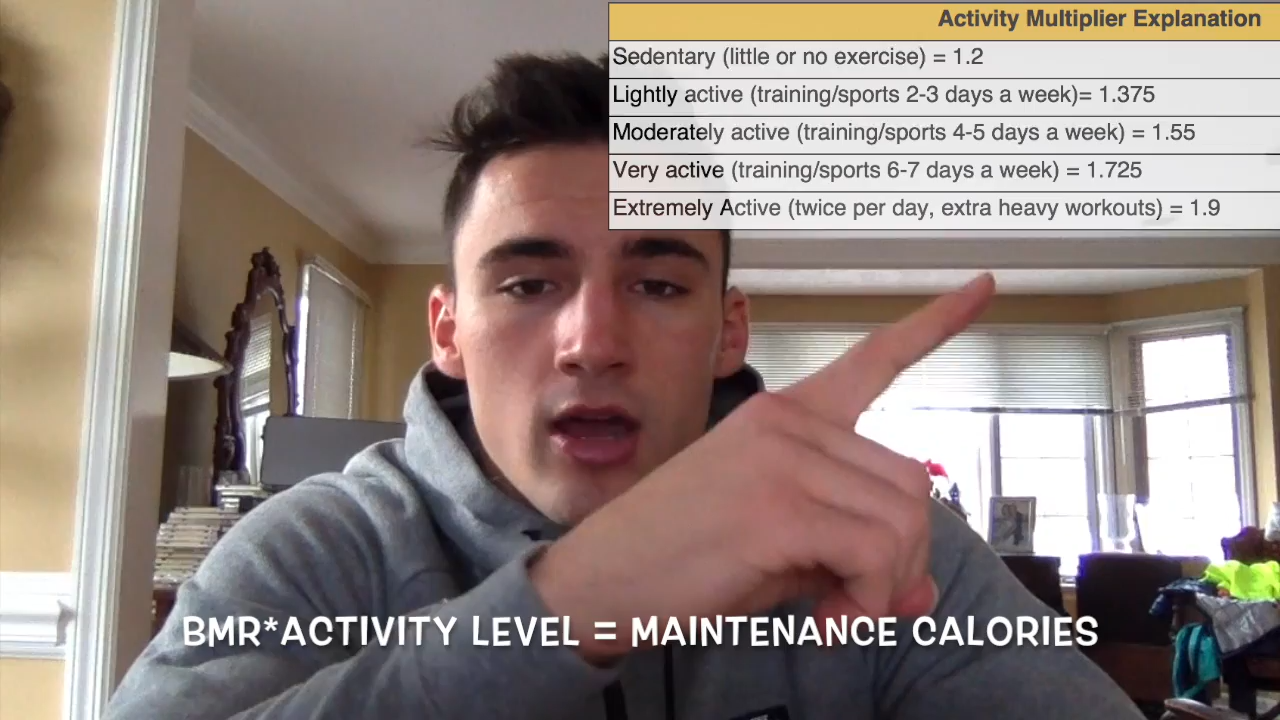 Activity Multiplier Explanation
Sedentary (little or no exercise) = 1.2
Lightly active (training/sports 2-3 days a week)= 1.375
Moderately active (training/sports 4-5 days a week) = 1.55
Very active (training/sports 6-7 days a week) = 1.725
Extremely Active (twice per day, extra heavy workouts) = 1.9
BMR*ACTIVITY LEVEL = MAINTENANCE CALORIES